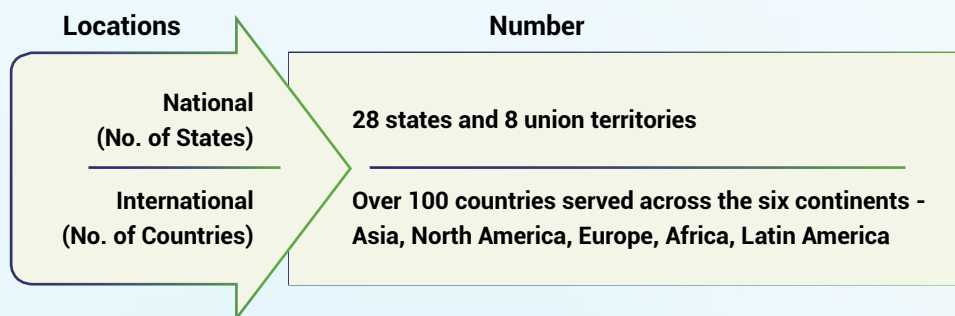 Locations
Number
National
(No. of States)
28 states and 8 union territories
International
(No. of Countries)
Over 100 countries served across the six continents -
Asia, North America, Europe, Africa, Latin America